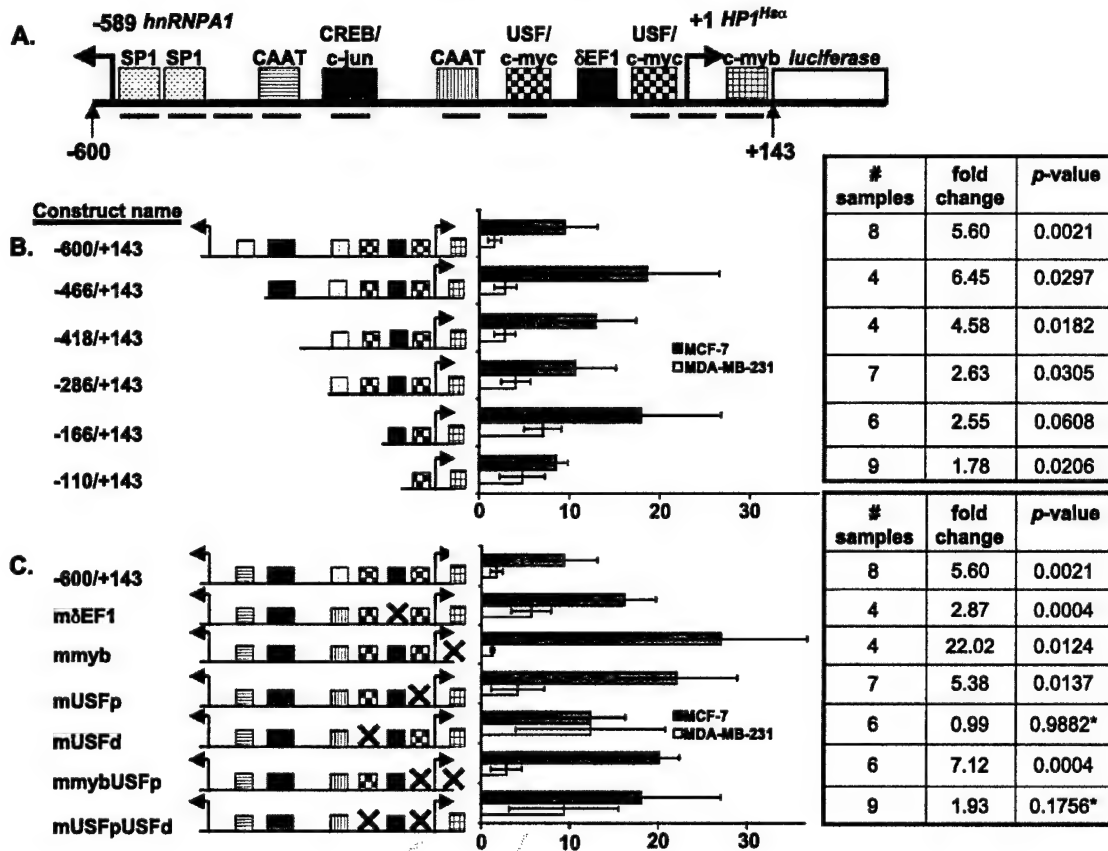 A.
-589 hnRNPA1
+1 HP1^Hsα
SP1 SP1 CAAT CREB/ c-jun CAAT USF/ c-myc δEF1 USF/ c-myc c-myb luciferase
-600
+143
Construct name
B.
-600/+143
-466/+143
-418/+143
-286/+143
-166/+143
-110/+143
■MCF-7
□MDA-MB-231
0 10 20 30
# samples fold change p-value
8 5.60 0.0021
4 6.45 0.0297
4 4.58 0.0182
7 2.63 0.0305
6 2.55 0.0608
9 1.78 0.0206
C.
-600/+143
mδEF1
mmyb
mUSFp
mUSFd
mmybUSFp
mUSFpUSFd
■MCF-7
□MDA-MB-231
0 10 20 30
# samples fold change p-value
8 5.60 0.0021
4 2.87 0.0004
4 22.02 0.0124
7 5.38 0.0137
6 0.99 0.9882*
6 7.12 0.0004
9 1.93 0.1756*